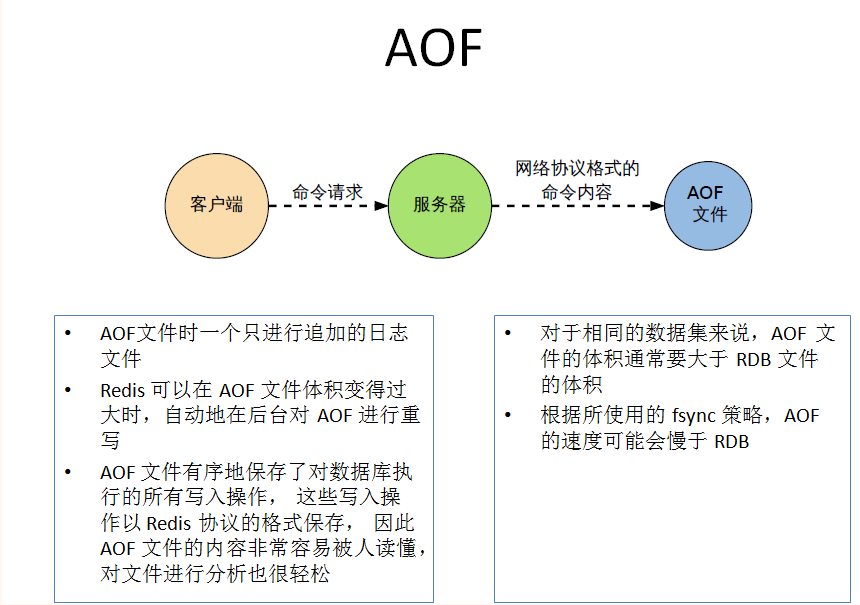 AOF
客户端
命令请求
服务器
网络协议格式的
命令内容
AOF
文件
• AOF文件时一个只进行追加的日志
文件
• Redis 可以在 AOF 文件体积变得过
大时，自动地在后台对 AOF 进行重
写
• AOF 文件有序地保存了对数据库执
行的所有写入操作， 这些写入操
作以 Redis 协议的格式保存， 因此
AOF 文件的内容非常容易被人读懂，
对文件进行分析也很轻松
• 对于相同的数据集来说，AOF 文
件的体积通常要大于 RDB 文件
的体积
• 根据所使用的 fsync 策略，AOF
的速度可能会慢于 RDB